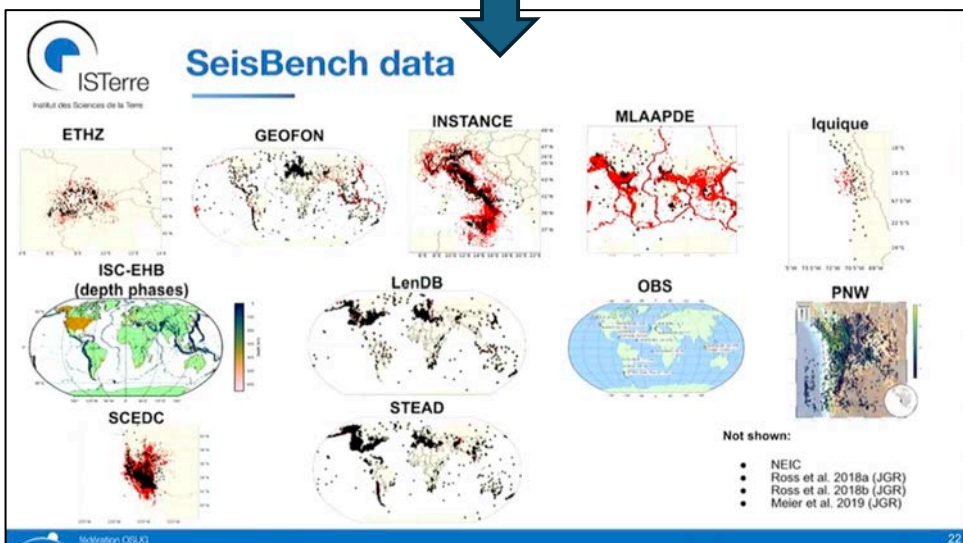 ISTerre
Institut des Sciences de la Terre
SeisBench data
ETHZ
GEOFON
INSTANCE
MLAAPDE
Iquique
ISC-EHB
(depth phases)
LenDB
OBS
PNW
SCEDC
STEAD
Not shown:
• NEIC
• Ross et al. 2018a (JGR)
• Ross et al. 2018b (JGR)
• Meier et al. 2019 (JGR)
fédération OSUG
22